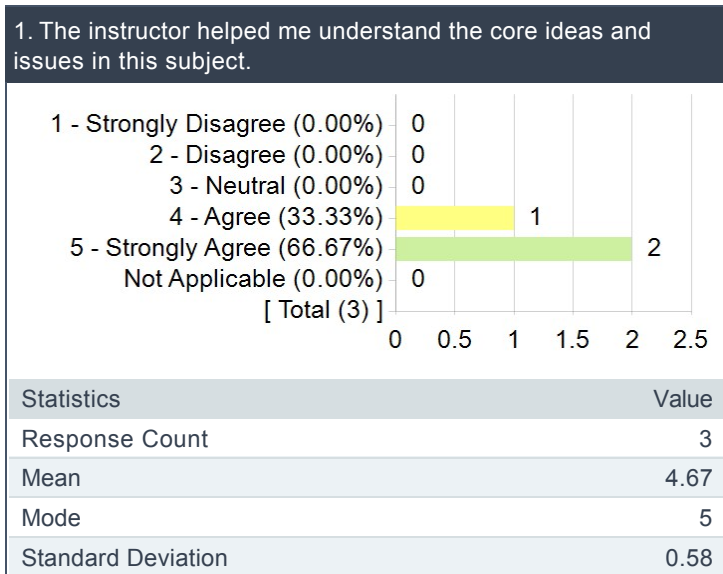 1. The instructor helped me understand the core ideas and
issues in this subject.
1 - Strongly Disagree (0.00%) 0
2 - Disagree (0.00%) 0
3 - Neutral (0.00%) 0
4 - Agree (33.33%) 1
5 - Strongly Agree (66.67%) 2
Not Applicable (0.00%) 0
[ Total (3) ]
0 0.5 1 1.5 2 2.5
Statistics Value
Response Count 3
Mean 4.67
Mode 5
Standard Deviation 0.58